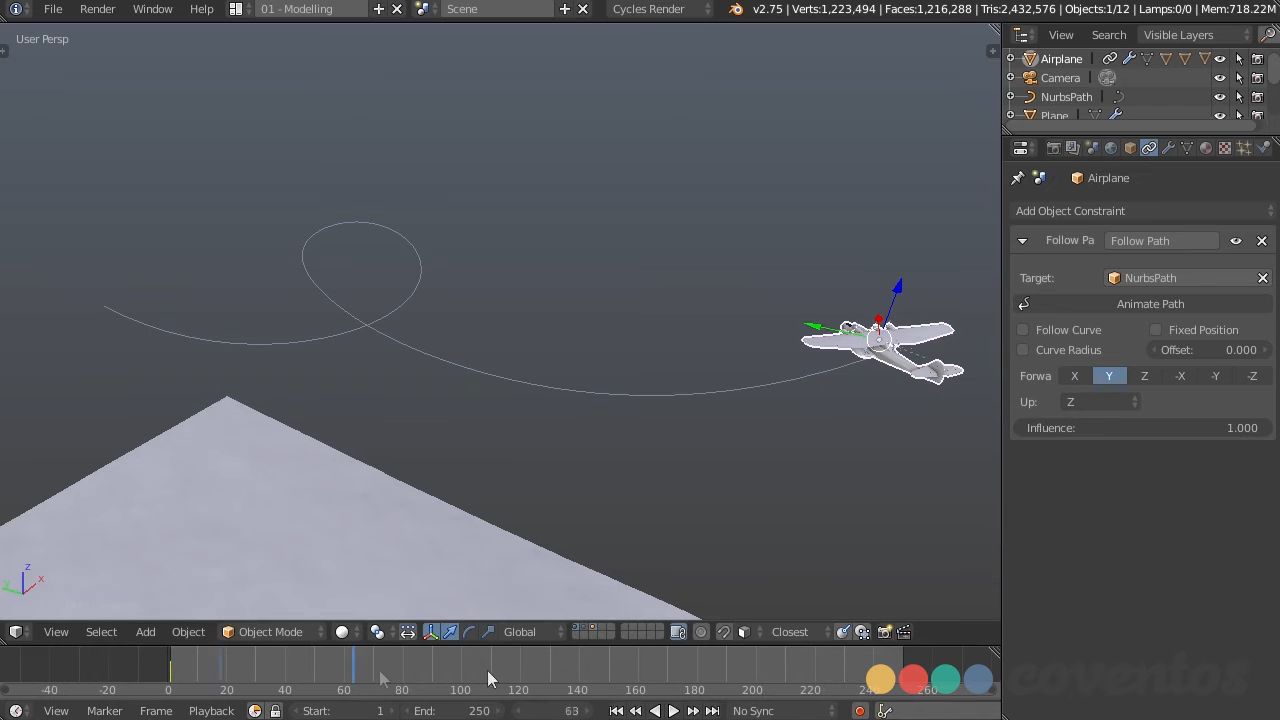 File Render Window Help 01 - Modelling Scene Cycles Render v2.75 | Verts:1,223,494 | Faces:1,216,288 | Tris:2,432,576 | Objects:1/12 | Lamps:0/0 | Mem:718.22M
User Persp
View Search Visible Layers
Airplane
Camera
NurbsPath
Plane
Airplane
Add Object Constraint
Follow Pa Follow Path
Target: NurbsPath
Animate Path
Follow Curve Fixed Position
Curve Radius Offset: 0.000
Forwa X Y Z -X -Y -Z
Up: Z
Influence: 1.000
z
y x
View Select Add Object Object Mode Global Closest
-40 -20 0 20 40 60 80 100 120 140 160 180 200 220 240 260
coventos
View Marker Frame Playback Start: 1 End: 250 63 No Sync